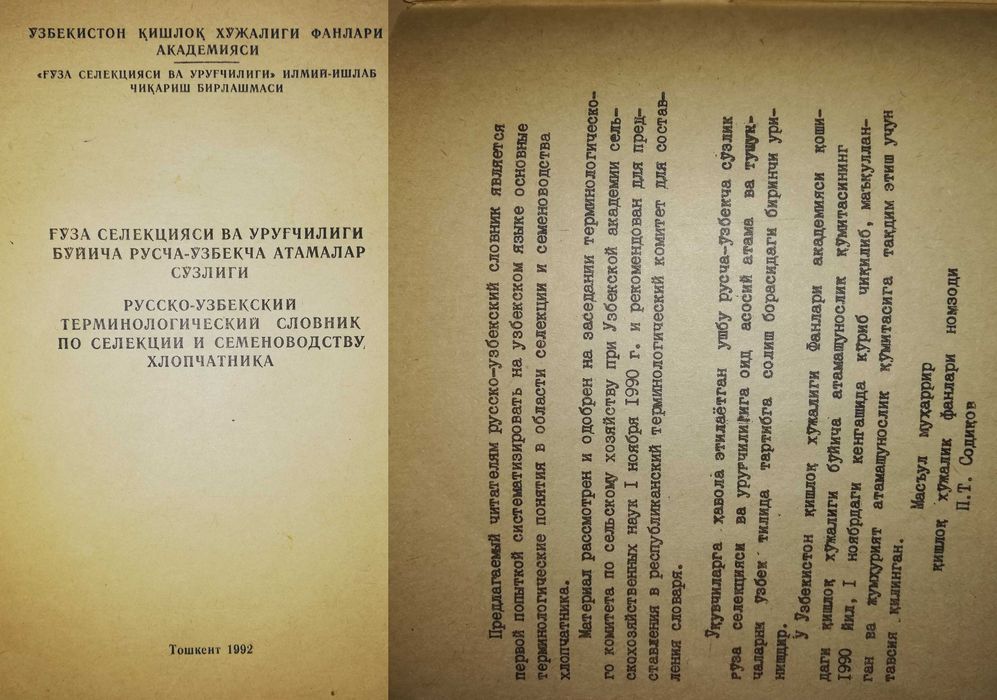 ЎЗБЕКИСТОН ҚИШЛОҚ ХЎЖАЛИГИ ФАНЛАРИ
АКАДЕМИЯСИ
«ҒЎЗА СЕЛЕКЦИЯСИ ВА УРУҒЧИЛИГИ» ИЛМИЙ-ИШЛАБ
ЧИҚАРИШ БИРЛАШМАСИ
ҒЎЗА СЕЛЕКЦИЯСИ ВА УРУҒЧИЛИГИ
БЎЙИЧА РУСЧА-ЎЗБЕКЧА АТАМАЛАР
СЎЗЛИГИ
РУССКО-УЗБЕКСКИЙ
ТЕРМИНОЛОГИЧЕСКИЙ СЛОВНИК
ПО СЕЛЕКЦИИ И СЕМЕНОВОДСТВУ
ХЛОПЧАТНИКА
Тошкент 1992
Предлагаемый читателям русско-узбекский словник является
первой попыткой систематизировать на узбекском языке основные
терминологические понятия в области селекции и семеноводства
хлопчатника.
Материал рассмотрен и одобрен на заседании терминологическо-
го комитета по сельскому хозяйству при Узбекской академии сель-
скохозяйственных наук I ноября 1990 г. и рекомендован для пред-
ставления в республиканский терминологический комитет для состав-
ления словаря.
Ўқувчиларга ҳавола этилаётган ушбу русча-ўзбекча сўзлик
ғўза селекцияси ва уруғчилигига оид асосий атама ва тушун-
чаларни ўзбек тилида тартибга солиш борасидаги биринчи ури-
нишдир.
У Ўзбекистон қишлоқ хўжалиги Фанлари академияси қоши-
даги қишлоқ хўжалиги бўйича атамашунослик қўмитасининг
1990 йил, I ноябрдаги кенгашида кўриб чиқилиб, маъқуллан-
ган ва жумҳурият атамашунослик қўмитасига тақдим этиш учун
тавсия қилинган.
Масъул муҳаррир
қишлоқ хўжалик фанлари номзоди
П.Т. Содиқов